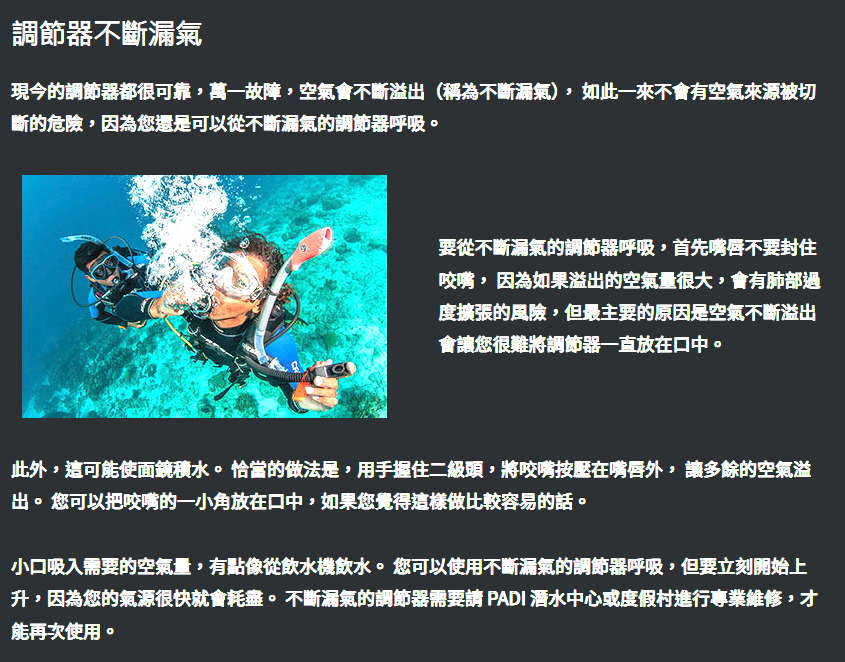 調節器不斷漏氣
現今的調節器都很可靠，萬一故障，空氣會不斷溢出（稱為不斷漏氣）， 如此一來不會有空氣來源被切
斷的危險，因為您還是可以從不斷漏氣的調節器呼吸。
要從不斷漏氣的調節器呼吸，首先嘴唇不要封住
咬嘴， 因為如果溢出的空氣量很大，會有肺部過
度擴張的風險，但最主要的原因是空氣不斷溢出
會讓您很難將調節器一直放在口中。
此外，這可能使面鏡積水。 恰當的做法是，用手握住二級頭，將咬嘴按壓在嘴唇外， 讓多餘的空氣溢
出。 您可以把咬嘴的一小角放在口中，如果您覺得這樣做比較容易的話。
小口吸入需要的空氣量，有點像從飲水機飲水。 您可以使用不斷漏氣的調節器呼吸，但要立刻開始上
升，因為您的氣源很快就會耗盡。 不斷漏氣的調節器需要請 PADI 潛水中心或度假村進行專業維修，才
能再次使用。